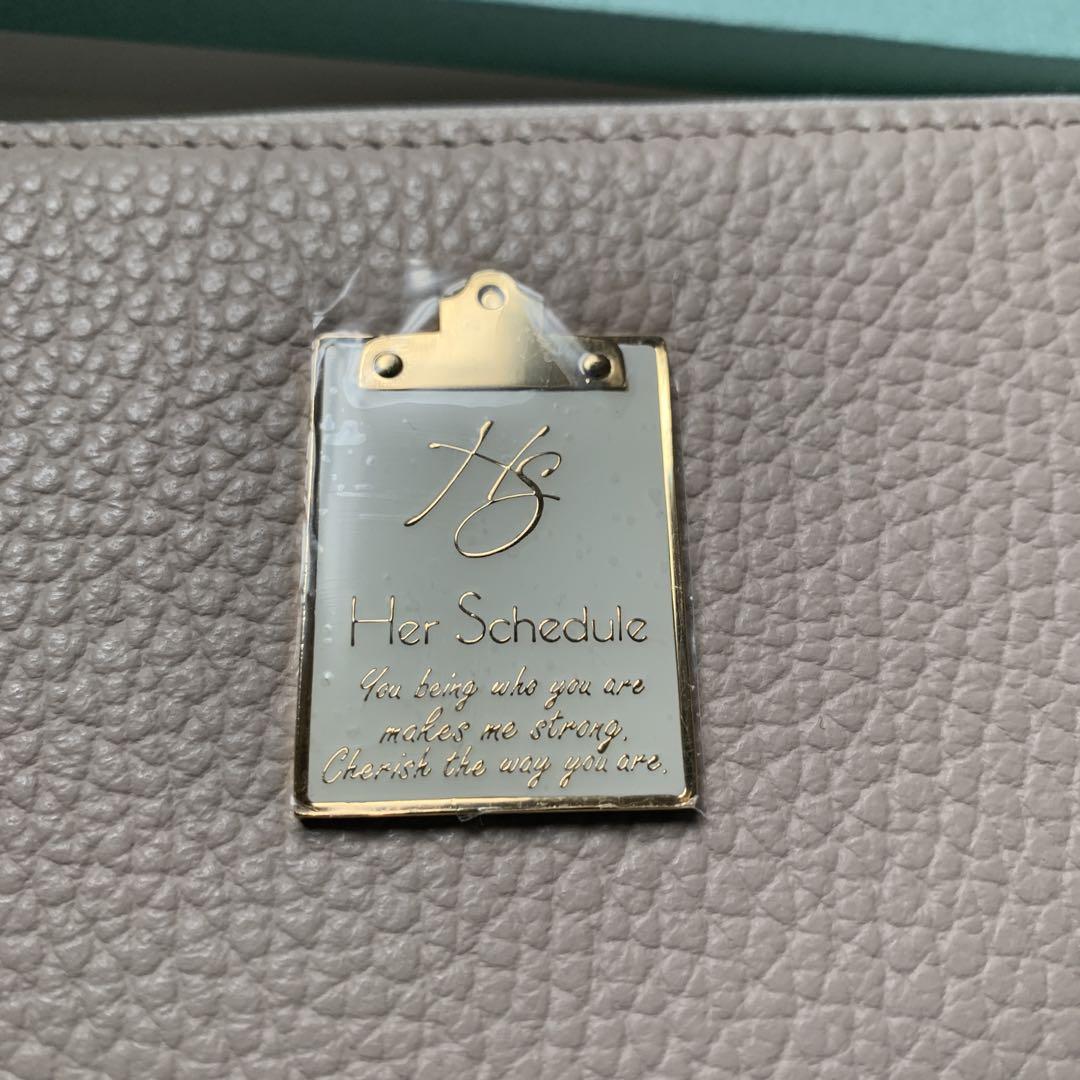 HS
Her Schedule
You being who you are
makes me strong.
Cherish the way you are.